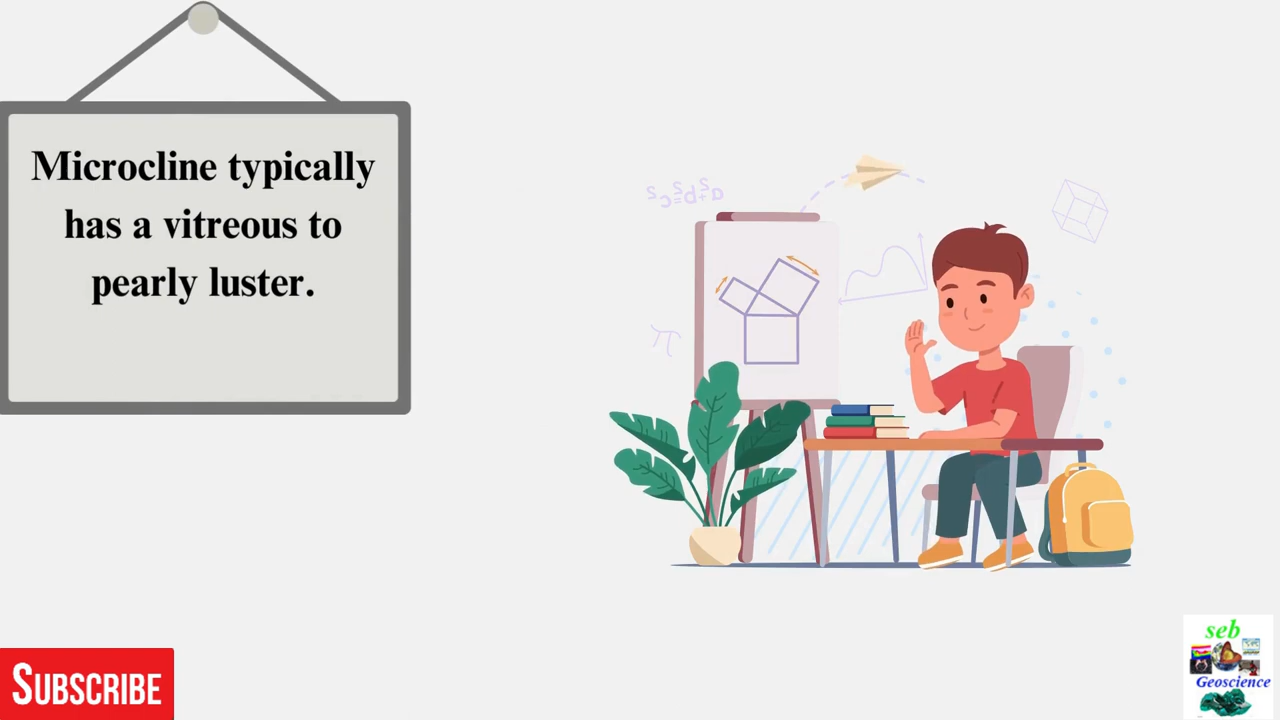 Microcline typically
has a vitreous to
pearly luster.
π
SUBSCRIBE
seb
Geoscience